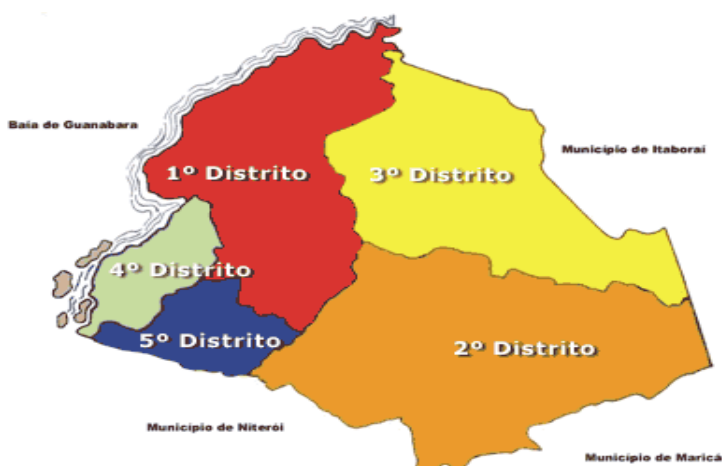 Baía de Guanabara
Município de Itaboraí
1º Distrito
3º Distrito
4º Distrito
5º Distrito
2º Distrito
Município de Niterói
Município de Maricá